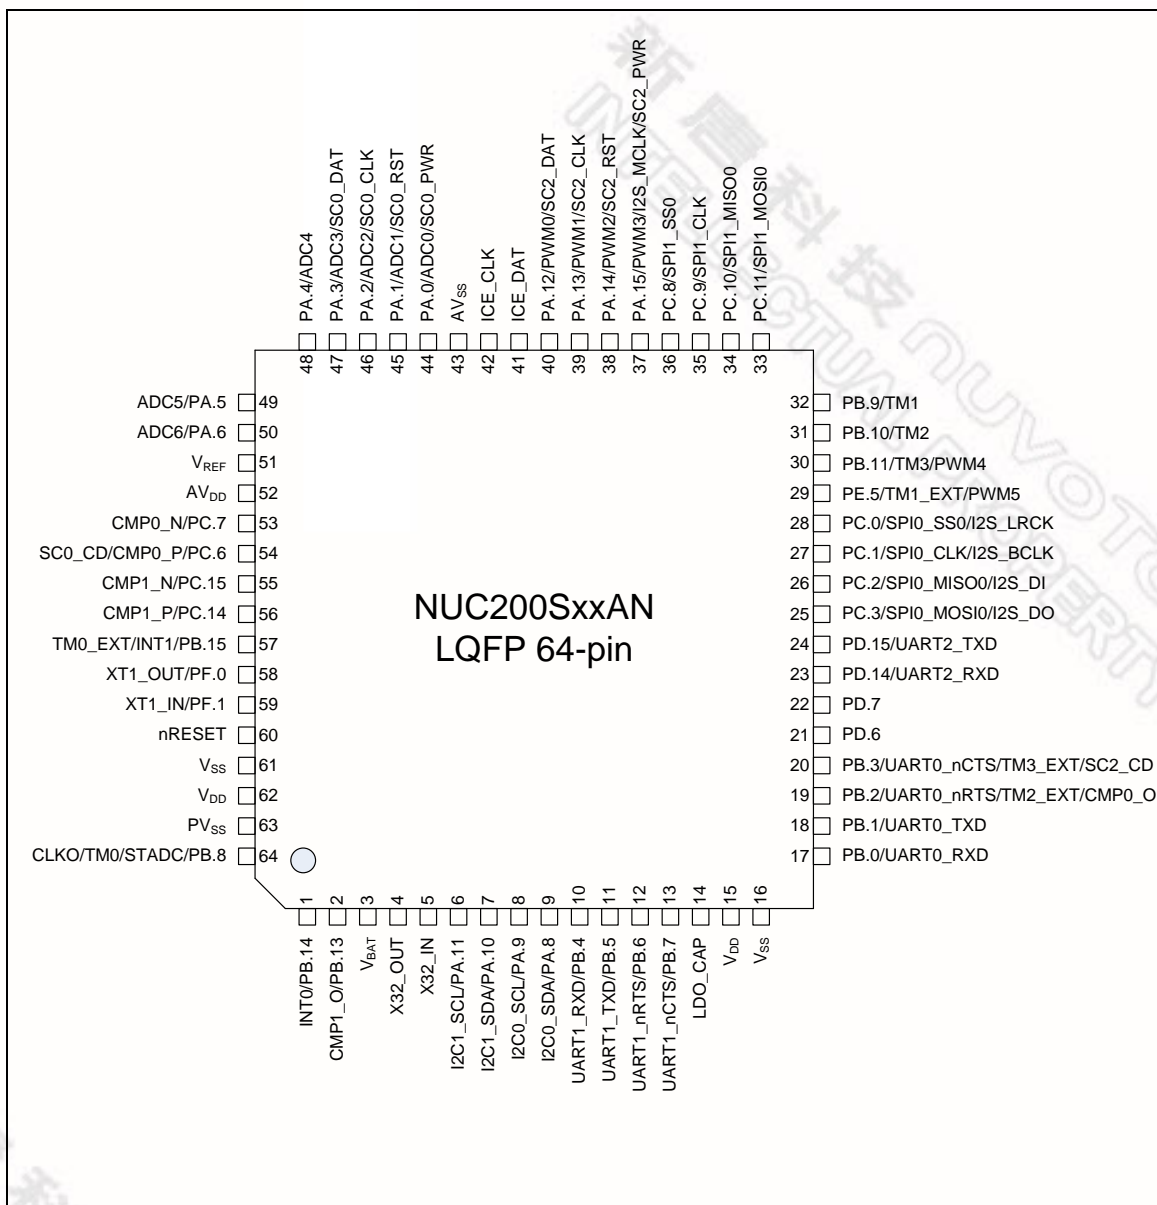 新唐科技 nuvoTo
INTELLECTUAL PROPERTY
PA.4/ADC4
PA.3/ADC3/SC0_DAT
PA.2/ADC2/SC0_CLK
PA.1/ADC1/SC0_RST
PA.0/ADC0/SC0_PWR
AVSS
ICE_CLK
ICE_DAT
PA.12/PWM0/SC2_DAT
PA.13/PWM1/SC2_CLK
PA.14/PWM2/SC2_RST
PA.15/PWM3/I2S_MCLK/SC2_PWR
PC.8/SPI1_SS0
PC.9/SPI1_CLK
PC.10/SPI1_MISO0
PC.11/SPI1_MOSI0
48 47 46 45 44 43 42 41 40 39 38 37 36 35 34 33
ADC5/PA.5 49
ADC6/PA.6 50
VREF 51
AVDD 52
CMP0_N/PC.7 53
SC0_CD/CMP0_P/PC.6 54
CMP1_N/PC.15 55
CMP1_P/PC.14 56
TM0_EXT/INT1/PB.15 57
XT1_OUT/PF.0 58
XT1_IN/PF.1 59
nRESET 60
VSS 61
VDD 62
PVSS 63
CLKO/TM0/STADC/PB.8 64
NUC200SxxAN
LQFP 64-pin
32 PB.9/TM1
31 PB.10/TM2
30 PB.11/TM3/PWM4
29 PE.5/TM1_EXT/PWM5
28 PC.0/SPI0_SS0/I2S_LRCK
27 PC.1/SPI0_CLK/I2S_BCLK
26 PC.2/SPI0_MISO0/I2S_DI
25 PC.3/SPI0_MOSI0/I2S_DO
24 PD.15/UART2_TXD
23 PD.14/UART2_RXD
22 PD.7
21 PD.6
20 PB.3/UART0_nCTS/TM3_EXT/SC2_CD
19 PB.2/UART0_nRTS/TM2_EXT/CMP0_O
18 PB.1/UART0_TXD
17 PB.0/UART0_RXD
1 2 3 4 5 6 7 8 9 10 11 12 13 14 15 16
INT0/PB.14
CMP1_O/PB.13
VBAT
X32_OUT
X32_IN
I2C1_SCL/PA.11
I2C1_SDA/PA.10
I2C0_SCL/PA.9
I2C0_SDA/PA.8
UART1_RXD/PB.4
UART1_TXD/PB.5
UART1_nRTS/PB.6
UART1_nCTS/PB.7
LDO_CAP
VDD
VSS
科